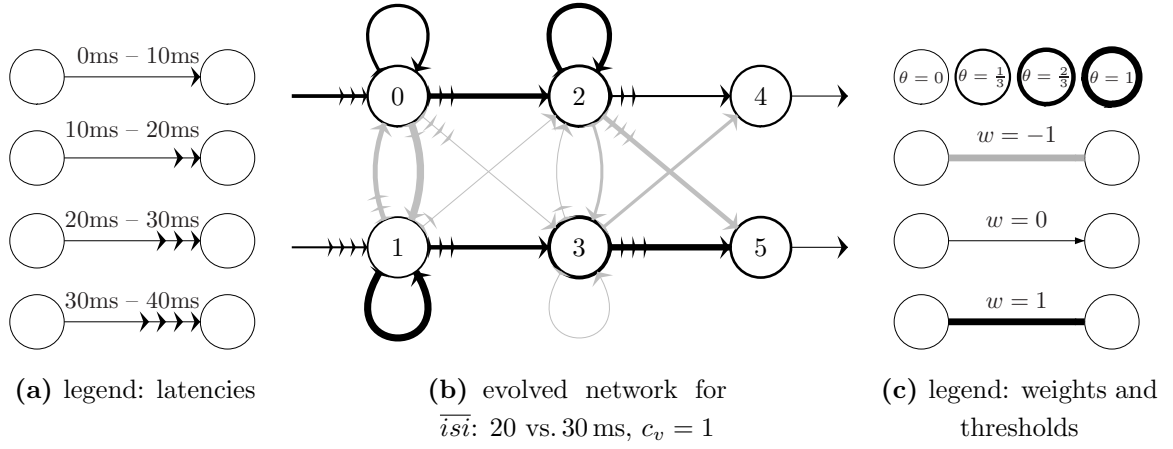 0ms – 10ms
10ms – 20ms
20ms – 30ms
30ms – 40ms
(a) legend: latencies
0 2 4
1 3 5
(b) evolved network for
isi: 20 vs. 30 ms, c_v = 1
θ = 0 θ = 1/3 θ = 2/3 θ = 1
w = −1
w = 0
w = 1
(c) legend: weights and
thresholds